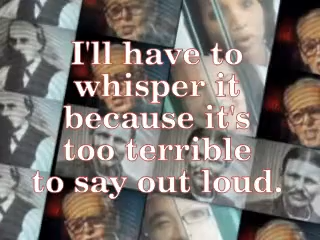 I'll have to
whisper it
because it's
too terrible
to say out loud.